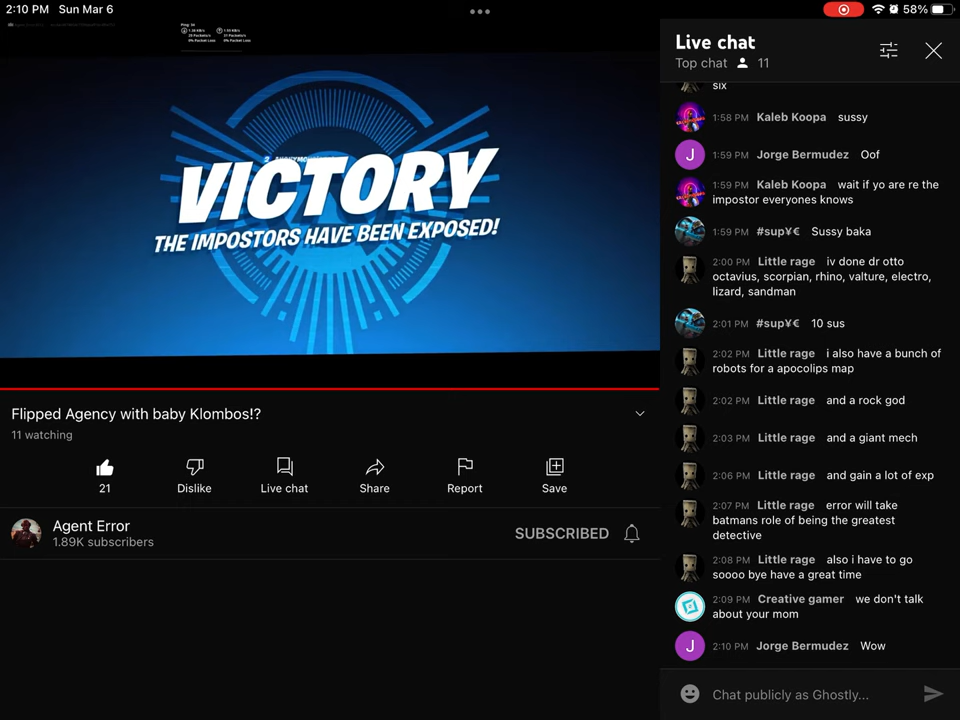 2:10 PM Sun Mar 6
58%
VICTORY
THE IMPOSTORS HAVE BEEN EXPOSED!
Flipped Agency with baby Klombos!?
11 watching
21
Dislike
Live chat
Share
Report
Save
Agent Error
1.89K subscribers
SUBSCRIBED
Live chat
Top chat 11
six
1:58 PM Kaleb Koopa sussy
J
1:59 PM Jorge Bermudez Oof
1:59 PM Kaleb Koopa wait if yo are re the
impostor everyones knows
1:59 PM #sup¥€ Sussy baka
2:00 PM Little rage iv done dr otto
octavius, scorpian, rhino, valture, electro,
lizard, sandman
2:01 PM #sup¥€ 10 sus
2:02 PM Little rage i also have a bunch of
robots for a apocolips map
2:02 PM Little rage and a rock god
2:03 PM Little rage and a giant mech
2:06 PM Little rage and gain a lot of exp
2:07 PM Little rage error will take
batmans role of being the greatest
detective
2:08 PM Little rage also i have to go
soooo bye have a great time
2:09 PM Creative gamer we don't talk
about your mom
J
2:10 PM Jorge Bermudez Wow
Chat publicly as Ghostly...